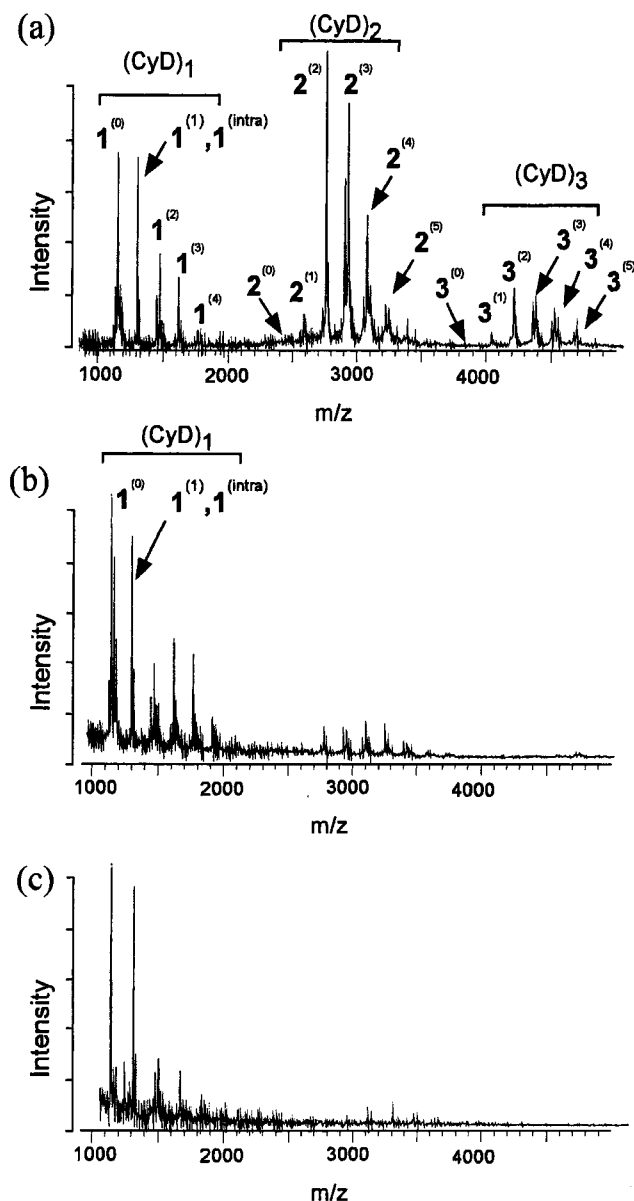 (a)
(CyD)1
(CyD)2
(CyD)3
1(0)
1(1), 1(intra)
1(2)
1(3)
1(4)
2(0)
2(1)
2(2)
2(3)
2(4)
2(5)
3(0)
3(1)
3(2)
3(3)
3(4)
3(5)
Intensity
1000 2000 3000 4000
m/z
(b)
(CyD)1
1(0)
1(1), 1(intra)
Intensity
1000 2000 3000 4000
m/z
(c)
Intensity
1000 2000 3000 4000
m/z